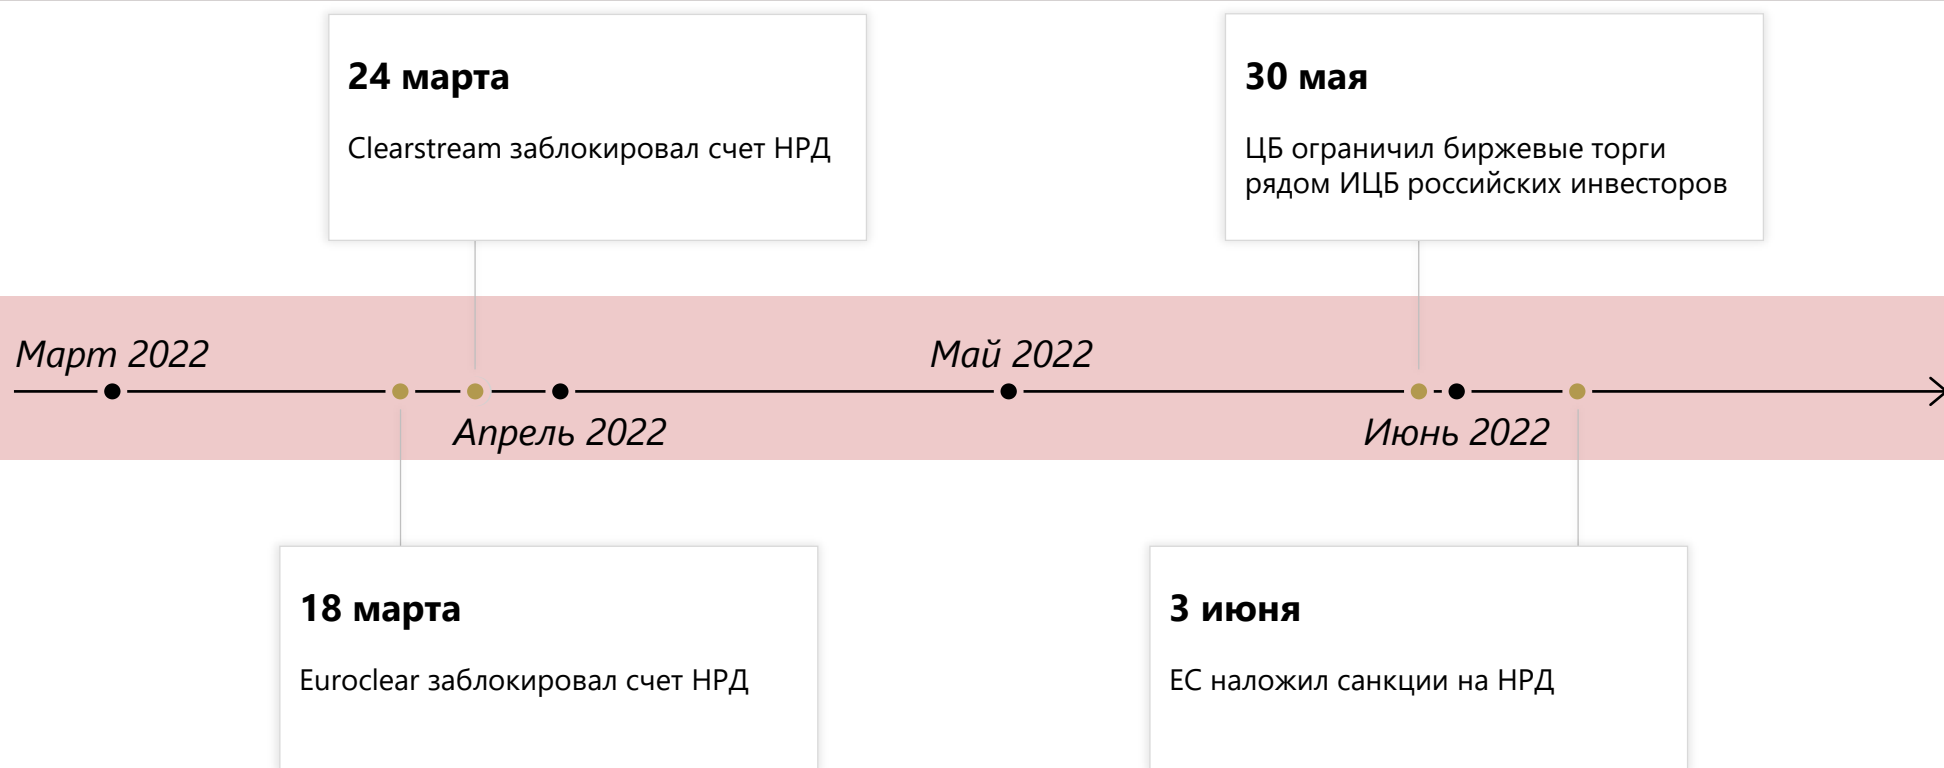 24 марта
Clearstream заблокировал счет НРД
30 мая
ЦБ ограничил биржевые торги
рядом ИЦБ российских инвесторов
Март 2022
Май 2022
Апрель 2022
Июнь 2022
18 марта
Euroclear заблокировал счет НРД
3 июня
ЕС наложил санкции на НРД